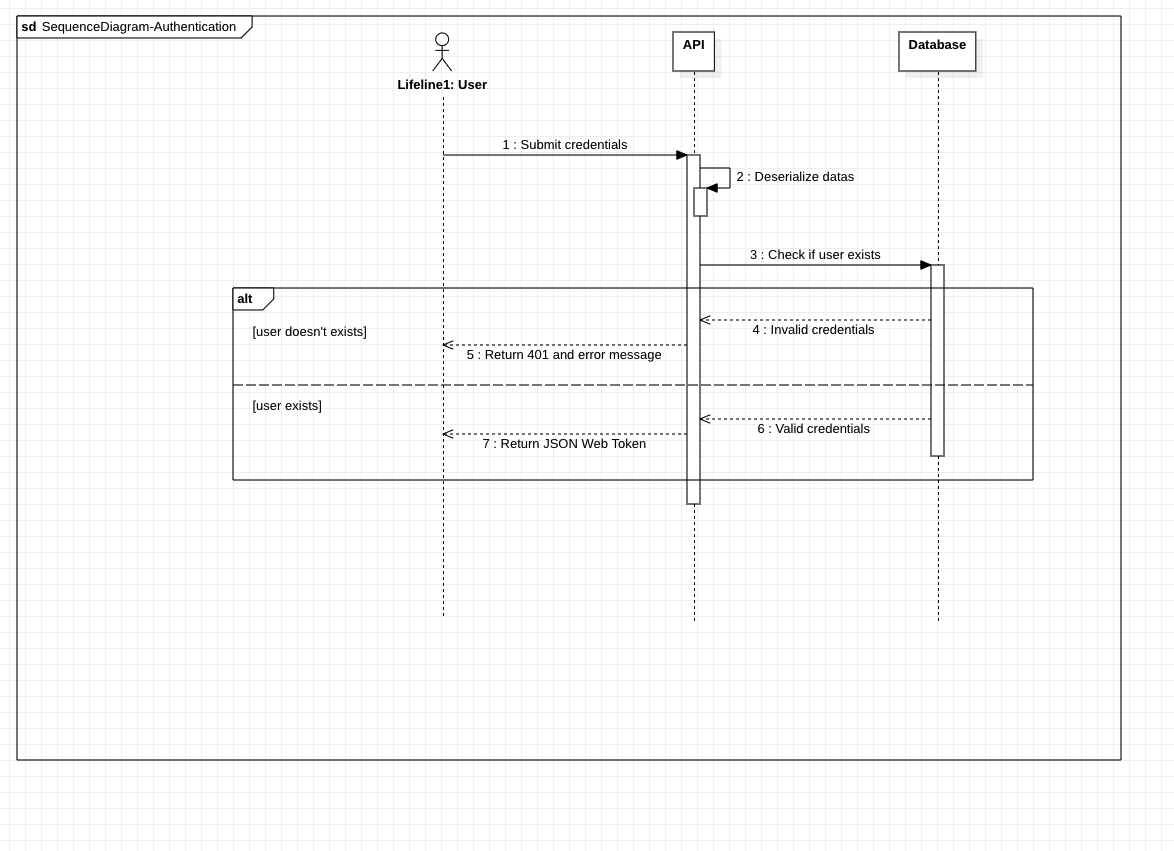 sd SequenceDiagram-Authentication
Lifeline1: User
API
Database
1 : Submit credentials
2 : Deserialize datas
3 : Check if user exists
alt
[user doesn't exists]
4 : Invalid credentials
5 : Return 401 and error message
[user exists]
6 : Valid credentials
7 : Return JSON Web Token